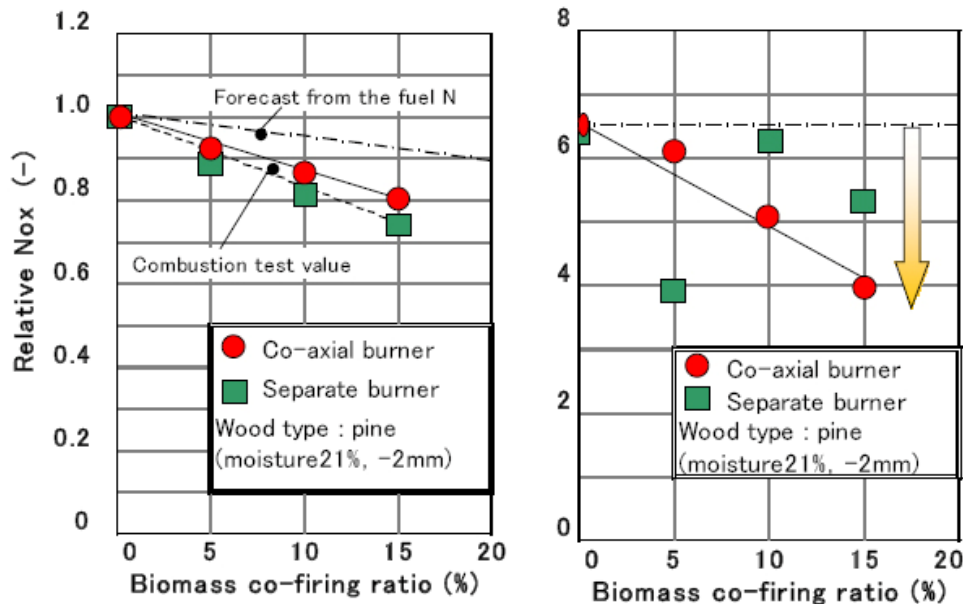 1.2
1.0
0.8
0.6
0.4
0.2
0
Relative Nox (-)
Forecast from the fuel N
Combustion test value
Co-axial burner
Separate burner
Wood type : pine
(moisture21%, -2mm)
0 5 10 15 20
Biomass co-firing ratio (%)
8
6
4
2
0
Co-axial burner
Separate burner
Wood type : pine
(moisture21%, -2mm)
0 5 10 15 20
Biomass co-firing ratio (%)